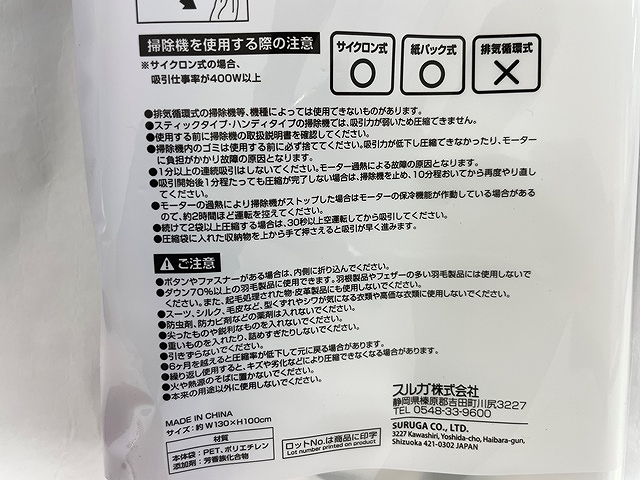 掃除機を使用する際の注意
※サイクロン式の場合、
吸引仕事率が400W以上
サイクロン式
○
紙パック式
○
排気循環式
×
●排気循環式の掃除機等、機種によっては使用できないものがあります。
●スティックタイプ・ハンディタイプの掃除機では、吸引力が弱いため圧縮できません。
●使用する前に掃除機の取扱説明書を確認してください。
●掃除機内のゴミは使用する前に必ず捨ててください。吸引力が低下し圧縮できなかったり、モーター
に負担がかかり故障の原因となります。
●1分以上の連続吸引はしないでください。モーター過熱による故障の原因となります。
●吸引開始後1分程たっても圧縮が完了しない場合は、掃除機を止め、10分程おいてから再度やり直し
てください。
●モーターの過熱により掃除機がストップした場合はモーターの保冷機能が作動している場合がある
ので、約2時間ほど運転を控えてください。
●続けて2袋以上圧縮する場合は、30秒以上空運転してから吸引してください。
●圧縮袋に入れた収納物を上から手で押さえると吸引が早く進みます。
⚠ご注意
●ボタンやファスナーがある場合は、内側に折り込んでください。
●ダウン70%以上の羽毛製品に使用できます。羽根製品やフェザーの多い羽毛製品には使用しないで
ください。また、起毛処理された物・皮革製品にも使用しないでください。
●スーツ、シルク、毛皮など、型くずれやシワが気になる衣類や高価な衣類に使用しないでください。
●防虫剤、防カビ剤などの薬剤は入れないでください。
●尖ったものや鋭利なものを入れないでください。
●重いものを入れたり、詰めすぎたりしないでください。
●引きずらないでください。
●6ヶ月を越えると圧縮率が低下して元に戻る場合があります。
●繰り返し使用すると、キズや劣化などにより圧縮できなくなる場合があります。
●火や熱源のそばに置かないでください。
●本来の用途以外に使用しないでください。
MADE IN CHINA
サイズ:約 W130×H100cm
材質
本体袋:PET、ポリエチレン
添加剤:芳香族化合物
ロットNo.は商品に印字
Lot number printed on product
スルガ株式会社
静岡県榛原郡吉田町川尻3227
TEL 0548-33-9600
SURUGA CO., LTD.
3227 Kawashiri, Yoshida-cho, Haibara-gun,
Shizuoka 421-0302 JAPAN